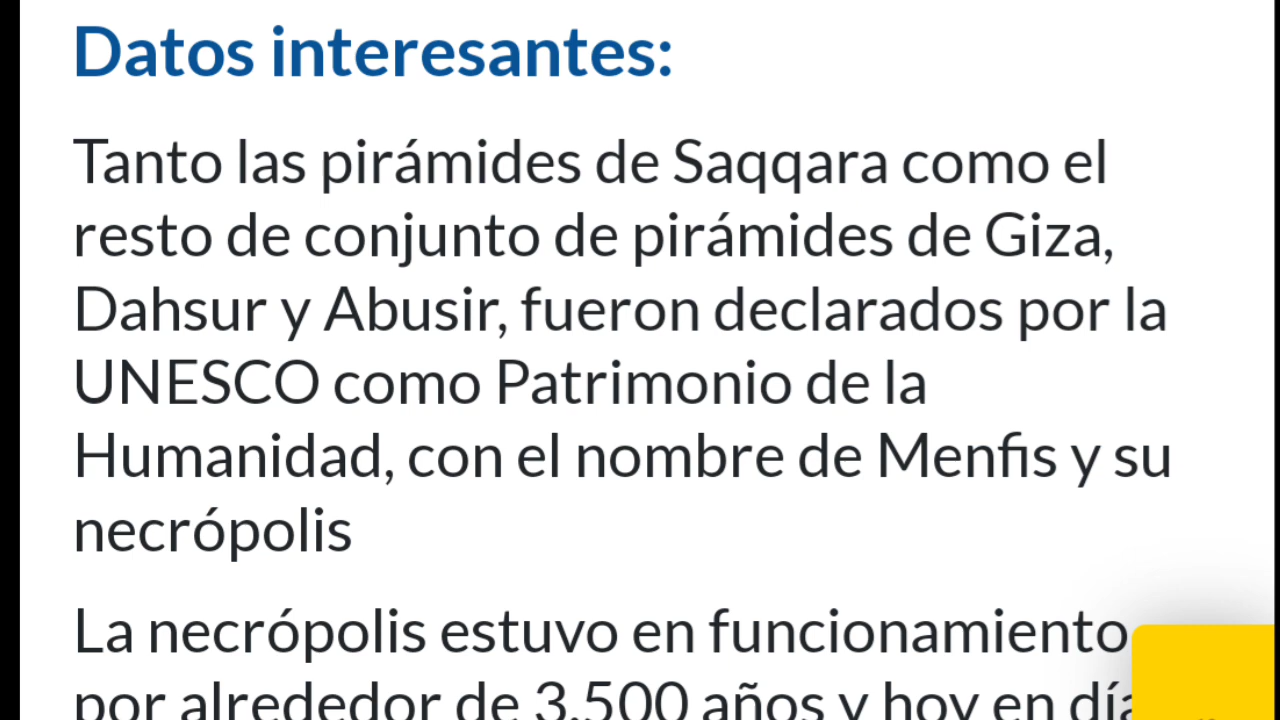 Datos interesantes:
Tanto las pirámides de Saqqara como el
resto de conjunto de pirámides de Giza,
Dahsur y Abusir, fueron declarados por la
UNESCO como Patrimonio de la
Humanidad, con el nombre de Menfis y su
necrópolis
La necrópolis estuvo en funcionamiento
por alrededor de 3.500 años y hoy en día